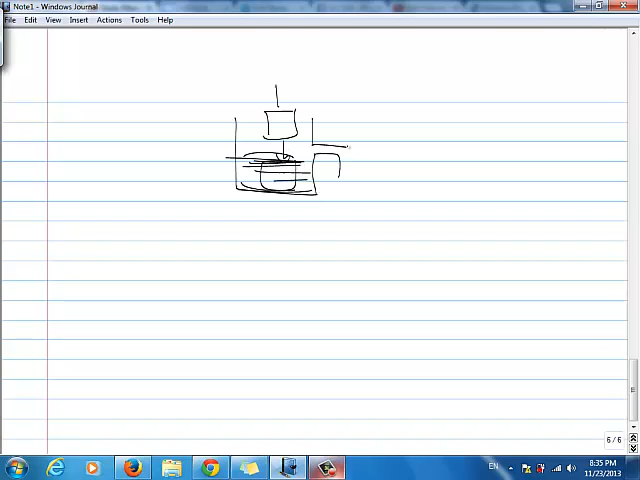 Note1 - Windows Journal
File Edit View Insert Actions Tools Help
6 / 6
EN
8:35 PM
11/23/2013